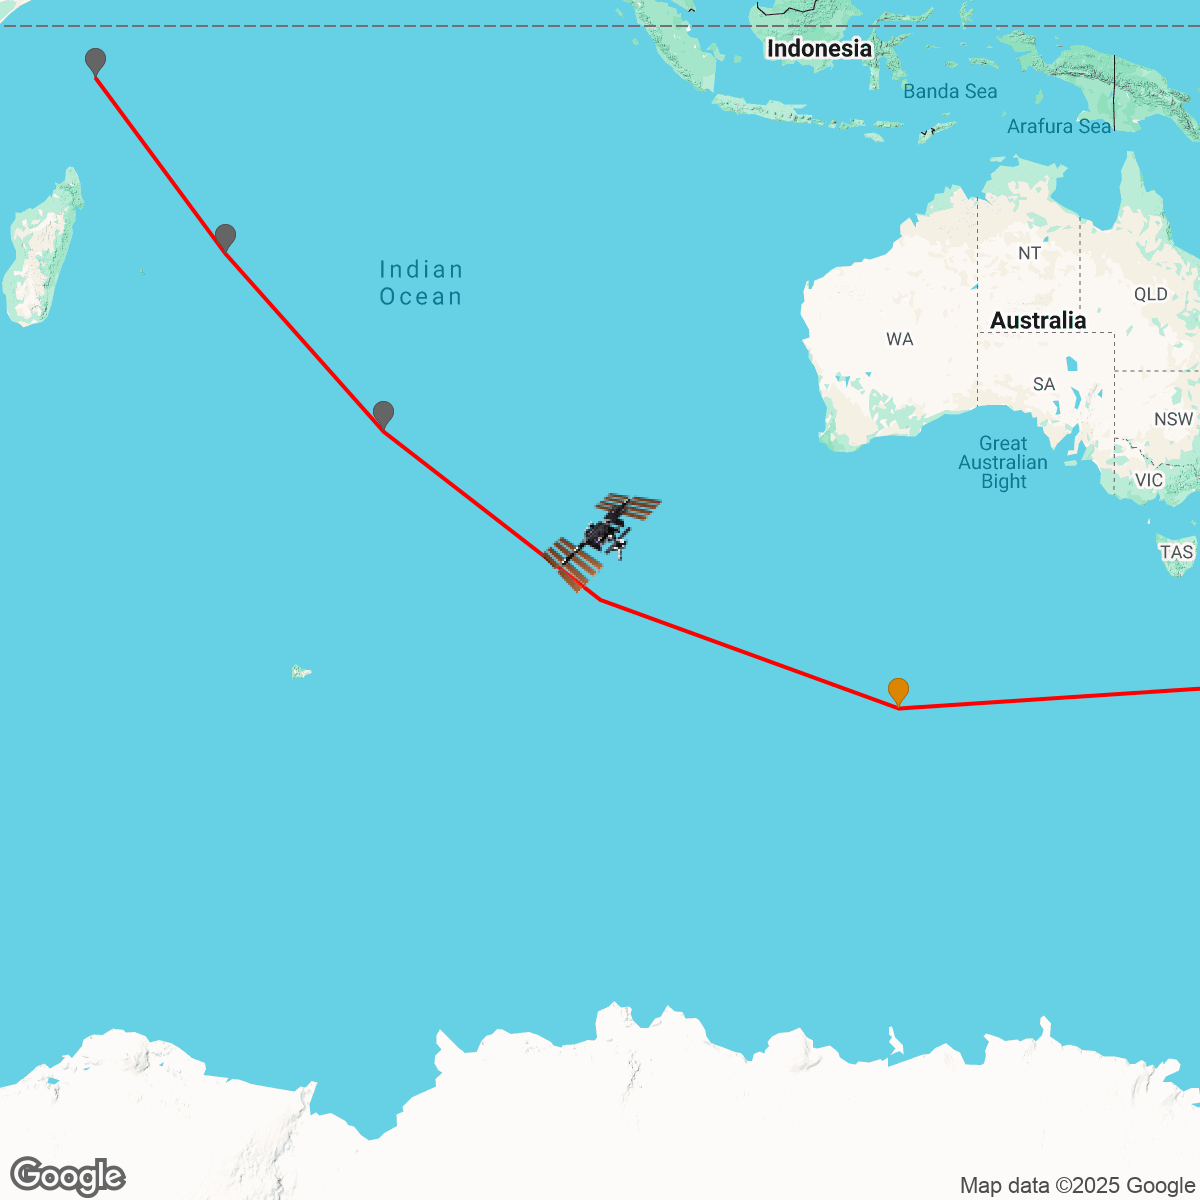 Indonesia
Banda Sea
Arafura Sea
Indian
Ocean
NT
QLD
Australia
WA
SA
NSW
Great
Australian
Bight
VIC
TAS
Google
Map data ©2025 Google